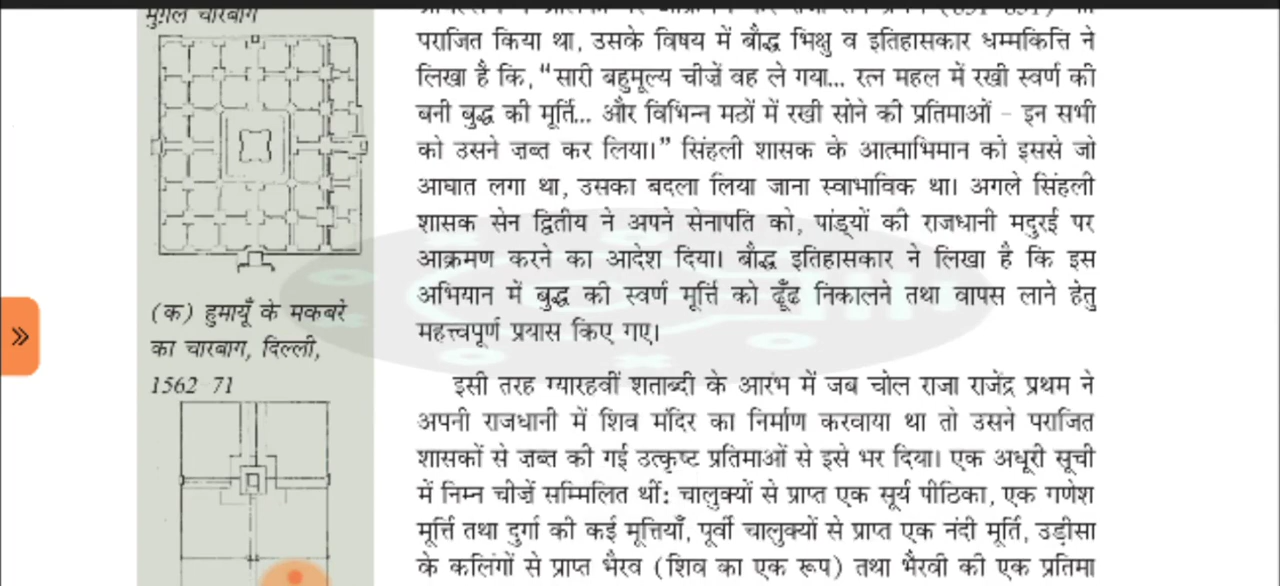 मुग़ल चारबाग
(क) हुमायूँ के मकबरे
का चारबाग, दिल्ली,
1562-71
पराजित किया था, उसके विषय में बौद्ध भिक्षु व इतिहासकार धम्मकित्ति ने
लिखा है कि, “सारी बहुमूल्य चीज़ें वह ले गया... रत्न महल में रखी स्वर्ण की
बनी बुद्ध की मूर्ति... और विभिन्न मठों में रखी सोने की प्रतिमाओं - इन सभी
को उसने ज़ब्त कर लिया।” सिंहली शासक के आत्माभिमान को इससे जो
आघात लगा था, उसका बदला लिया जाना स्वाभाविक था। अगले सिंहली
शासक सेन द्वितीय ने अपने सेनापति को, पांड्यों की राजधानी मदुरई पर
आक्रमण करने का आदेश दिया। बौद्ध इतिहासकार ने लिखा है कि इस
अभियान में बुद्ध की स्वर्ण मूर्त्ति को ढूँढ निकालने तथा वापस लाने हेतु
महत्त्वपूर्ण प्रयास किए गए।
इसी तरह ग्यारहवीं शताब्दी के आरंभ में जब चोल राजा राजेंद्र प्रथम ने
अपनी राजधानी में शिव मंदिर का निर्माण करवाया था तो उसने पराजित
शासकों से ज़ब्त की गई उत्कृष्ट प्रतिमाओं से इसे भर दिया। एक अधूरी सूची
में निम्न चीज़ें सम्मिलित थीं: चालुक्यों से प्राप्त एक सूर्य पीठिका, एक गणेश
मूर्त्ति तथा दुर्गा की कई मूत्तियाँ, पूर्वी चालुक्यों से प्राप्त एक नंदी मूर्ति, उड़ीसा
के कलिंगों से प्राप्त भैरव (शिव का एक रूप) तथा भैरवी की एक प्रतिमा